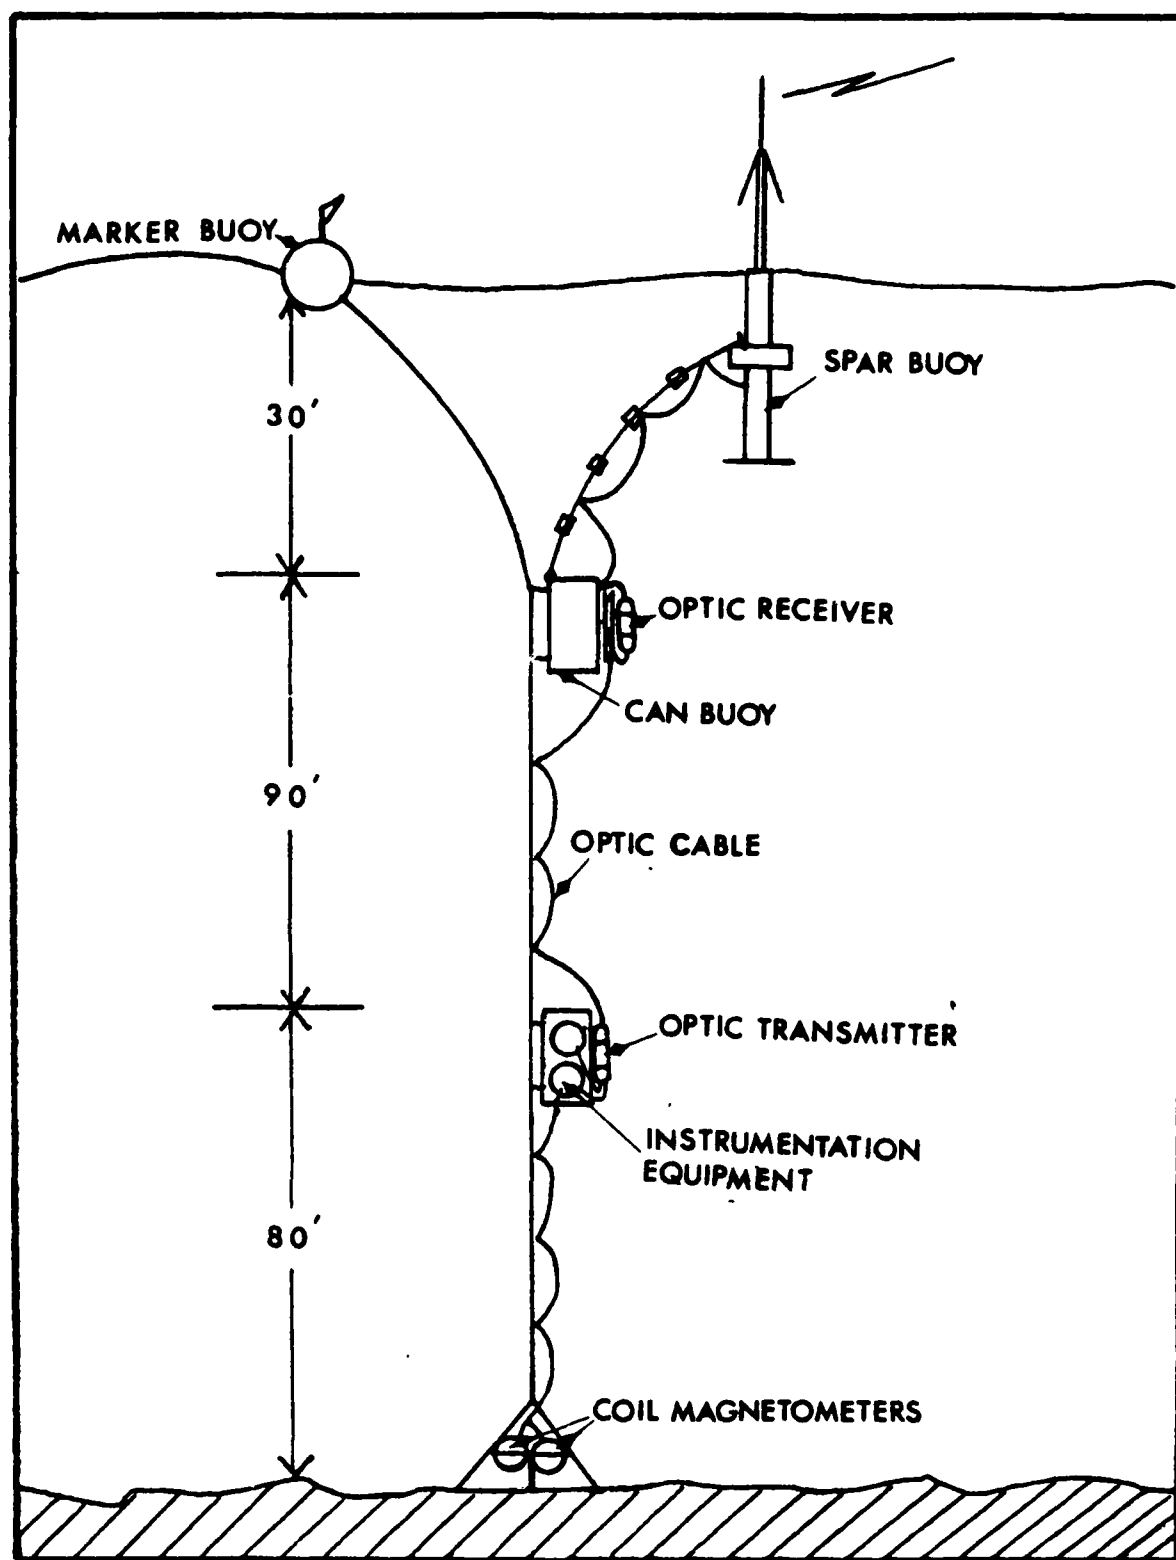 MARKER BUOY
30'
SPAR BUOY
OPTIC RECEIVER
CAN BUOY
90'
OPTIC CABLE
OPTIC TRANSMITTER
INSTRUMENTATION
EQUIPMENT
80'
COIL MAGNETOMETERS